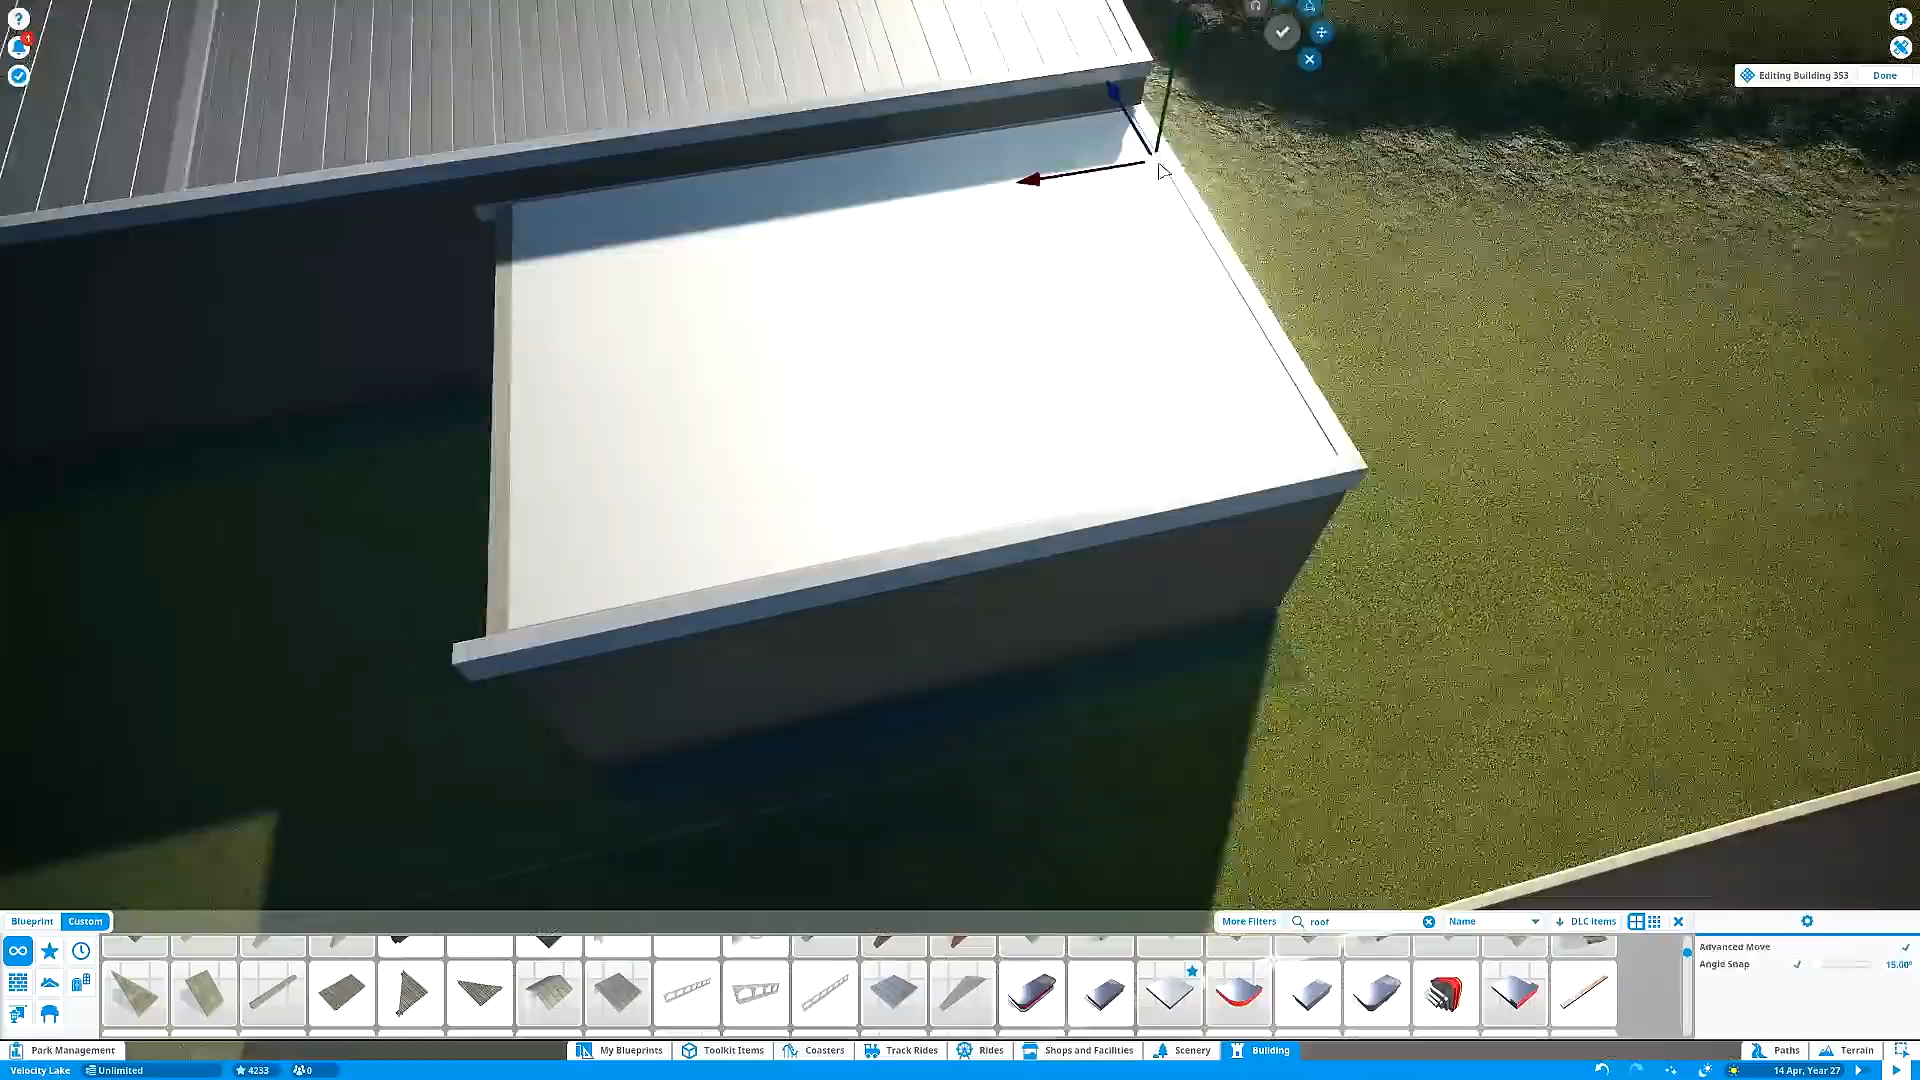 ?
1
Editing Building 353 Done
Blueprint Custom
More Filters roof Name DLC items
Advanced Move
Angle Snap 15.00°
Park Management My Blueprints Toolkit Items Coasters Track Rides Rides Shops and Facilities Scenery Building Paths Terrain
Velocity Lake Unlimited 4233 0 14 Apr, Year 27